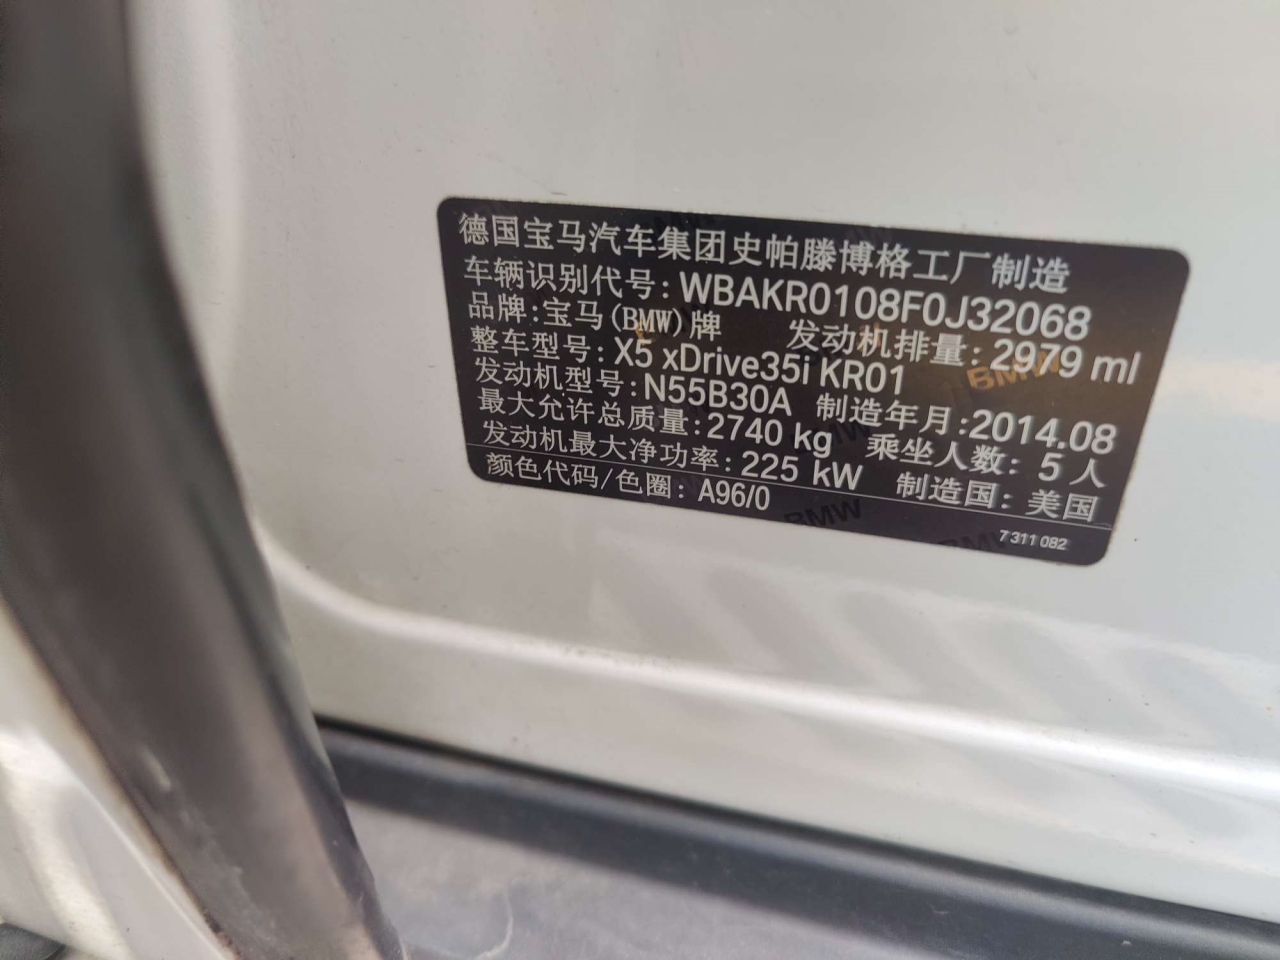 德国宝马汽车集团史帕滕博格工厂制造
车辆识别代号: WBAKR0108F0J32068
品牌:宝马(BMW)牌 发动机排量: 2979 ml
整车型号: X5 xDrive35i KR01
发动机型号: N55B30A 制造年月:2014.08
最大允许总质量:2740 kg 乘坐人数: 5 人
发动机最大净功率: 225 kW 制造国: 美国
颜色代码/色圈: A96/0
7 311 082